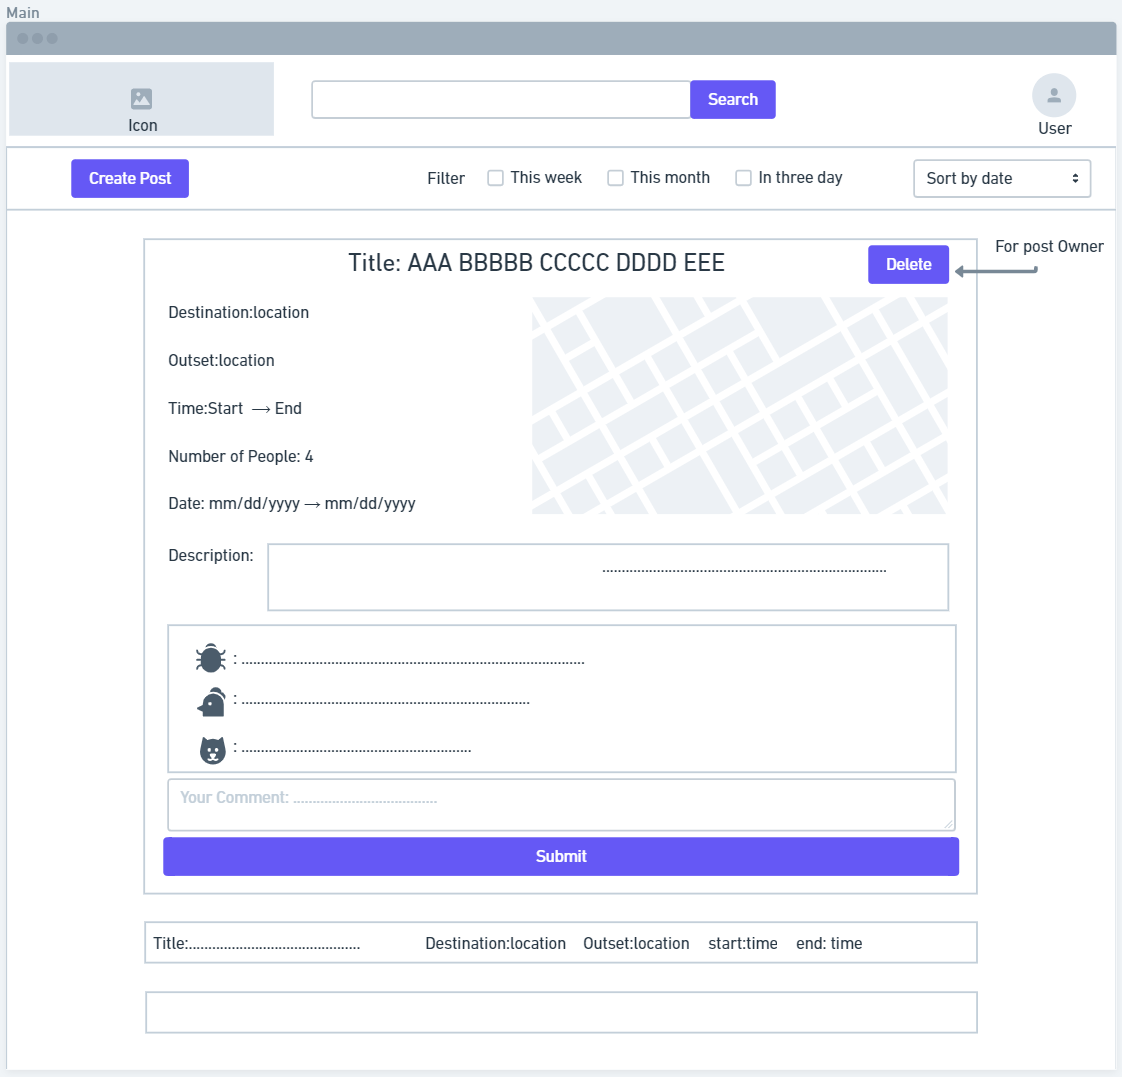 Main
Icon
Search
User
Create Post
Filter
This week
This month
In three day
Sort by date
For post Owner
Title: AAA BBBBB CCCCC DDDD EEE
Delete
Destination:location
Outset:location
Time:Start → End
Number of People: 4
Date: mm/dd/yyyy → mm/dd/yyyy
Description:
.........................................................................
: ........................................................................................
: ..........................................................................
: ...........................................................
Your Comment: .....................................
Submit
Title:............................................ Destination:location Outset:location start:time end: time